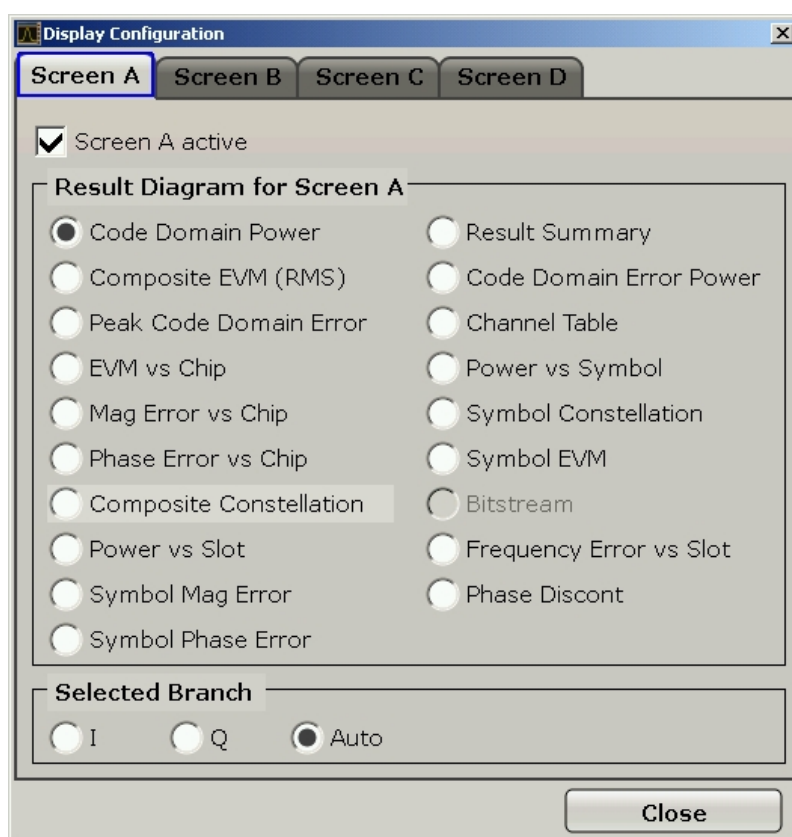 Display Configuration
Screen A Screen B Screen C Screen D
Screen A active
Result Diagram for Screen A
Code Domain Power
Composite EVM (RMS)
Peak Code Domain Error
EVM vs Chip
Mag Error vs Chip
Phase Error vs Chip
Composite Constellation
Power vs Slot
Symbol Mag Error
Symbol Phase Error
Result Summary
Code Domain Error Power
Channel Table
Power vs Symbol
Symbol Constellation
Symbol EVM
Bitstream
Frequency Error vs Slot
Phase Discont
Selected Branch
I Q Auto
Close